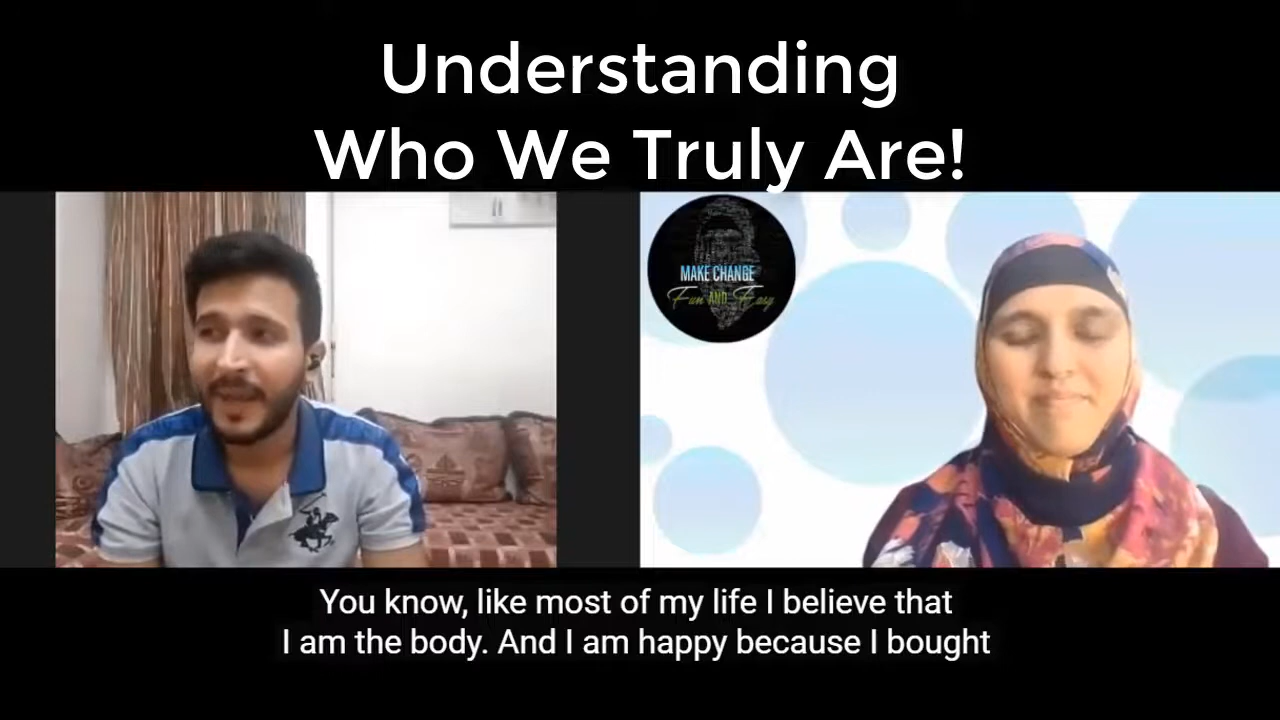 Understanding
Who We Truly Are!
MAKE CHANGE
Fun AND Easy
You know, like most of my life I believe that
I am the body. And I am happy because I bought